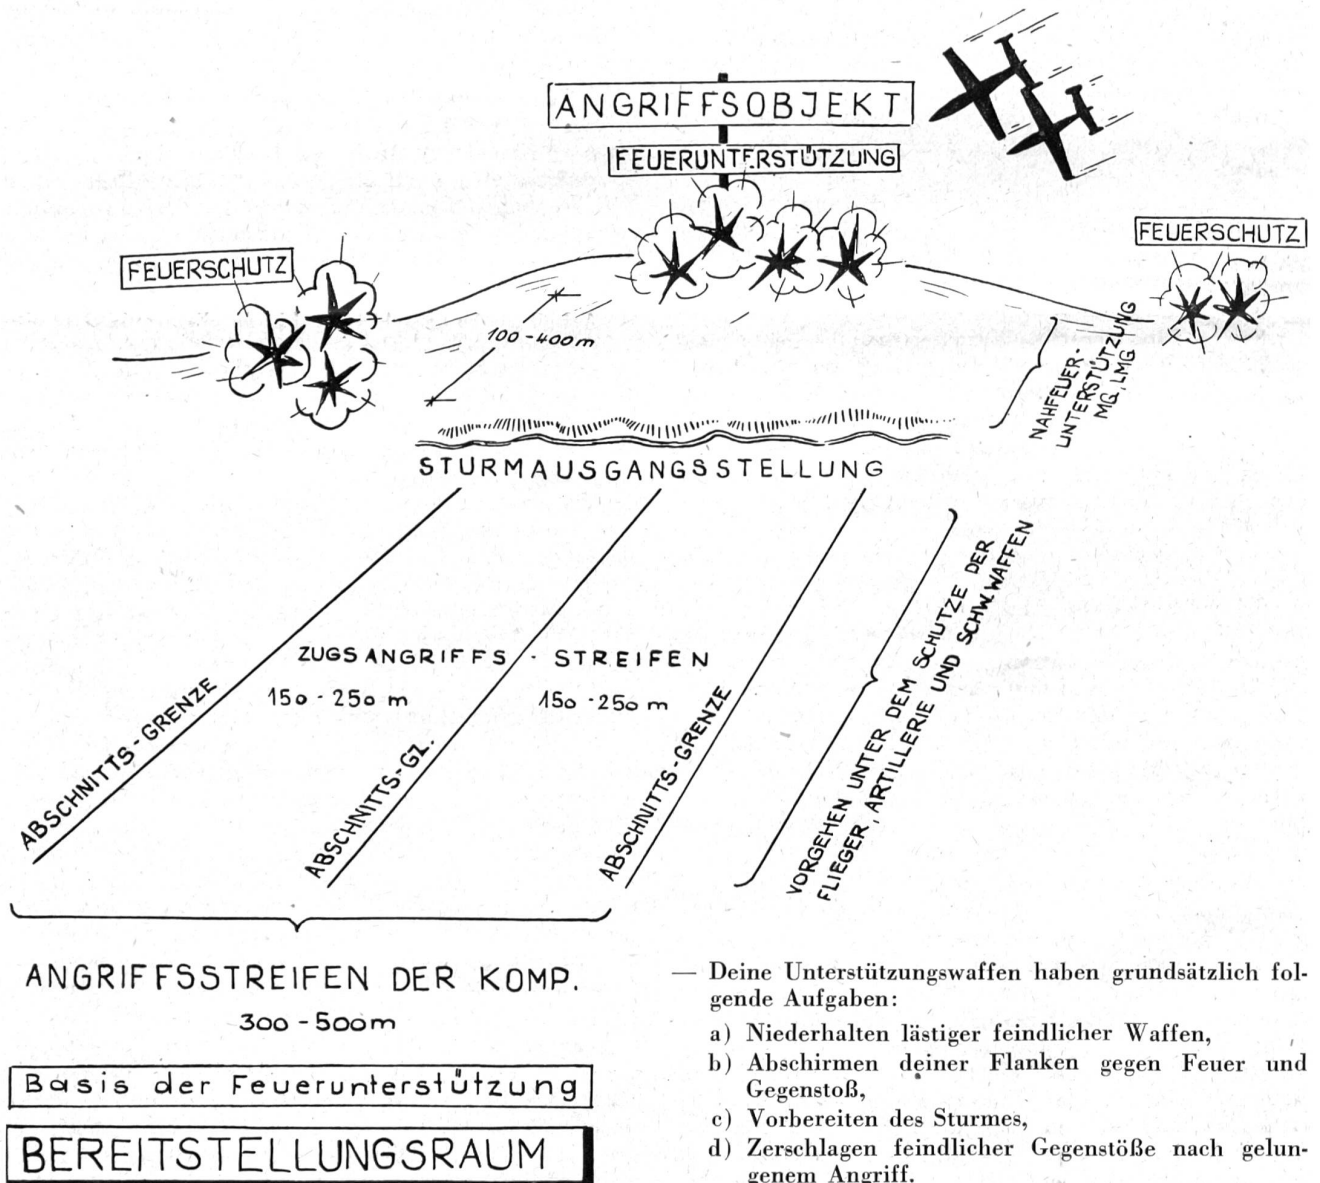 ANGRIFFSOBJEKT
FEUERUNTERSTÜTZUNG
FEUERSCHUTZ
FEUERSCHUTZ
100-400m
NAHFEUER-
UNTERSTÜTZUNG
MG, LMG
STURMAUSGANGSSTELLUNG
ZUGSANGRIFFS - STREIFEN
150 - 250 m
150 - 250 m
ABSCHNITTS-GRENZE
ABSCHNITTS-GZ.
ABSCHNITTS-GRENZE
VORGEHEN UNTER DEM SCHUTZE DER
FLIEGER, ARTILLERIE UND SCHW. WAFFEN
ANGRIFFSSTREIFEN DER KOMP.
300 - 500m
Basis der Feuerunterstützung
BEREITSTELLUNGSRAUM
— Deine Unterstützungswaffen haben grundsätzlich fol-
gende Aufgaben:
a) Niederhalten lästiger feindlicher Waffen,
b) Abschirmen deiner Flanken gegen Feuer und
Gegenstoß,
c) Vorbereiten des Sturmes,
d) Zerschlagen feindlicher Gegenstöße nach gelun-
genem Angriff.